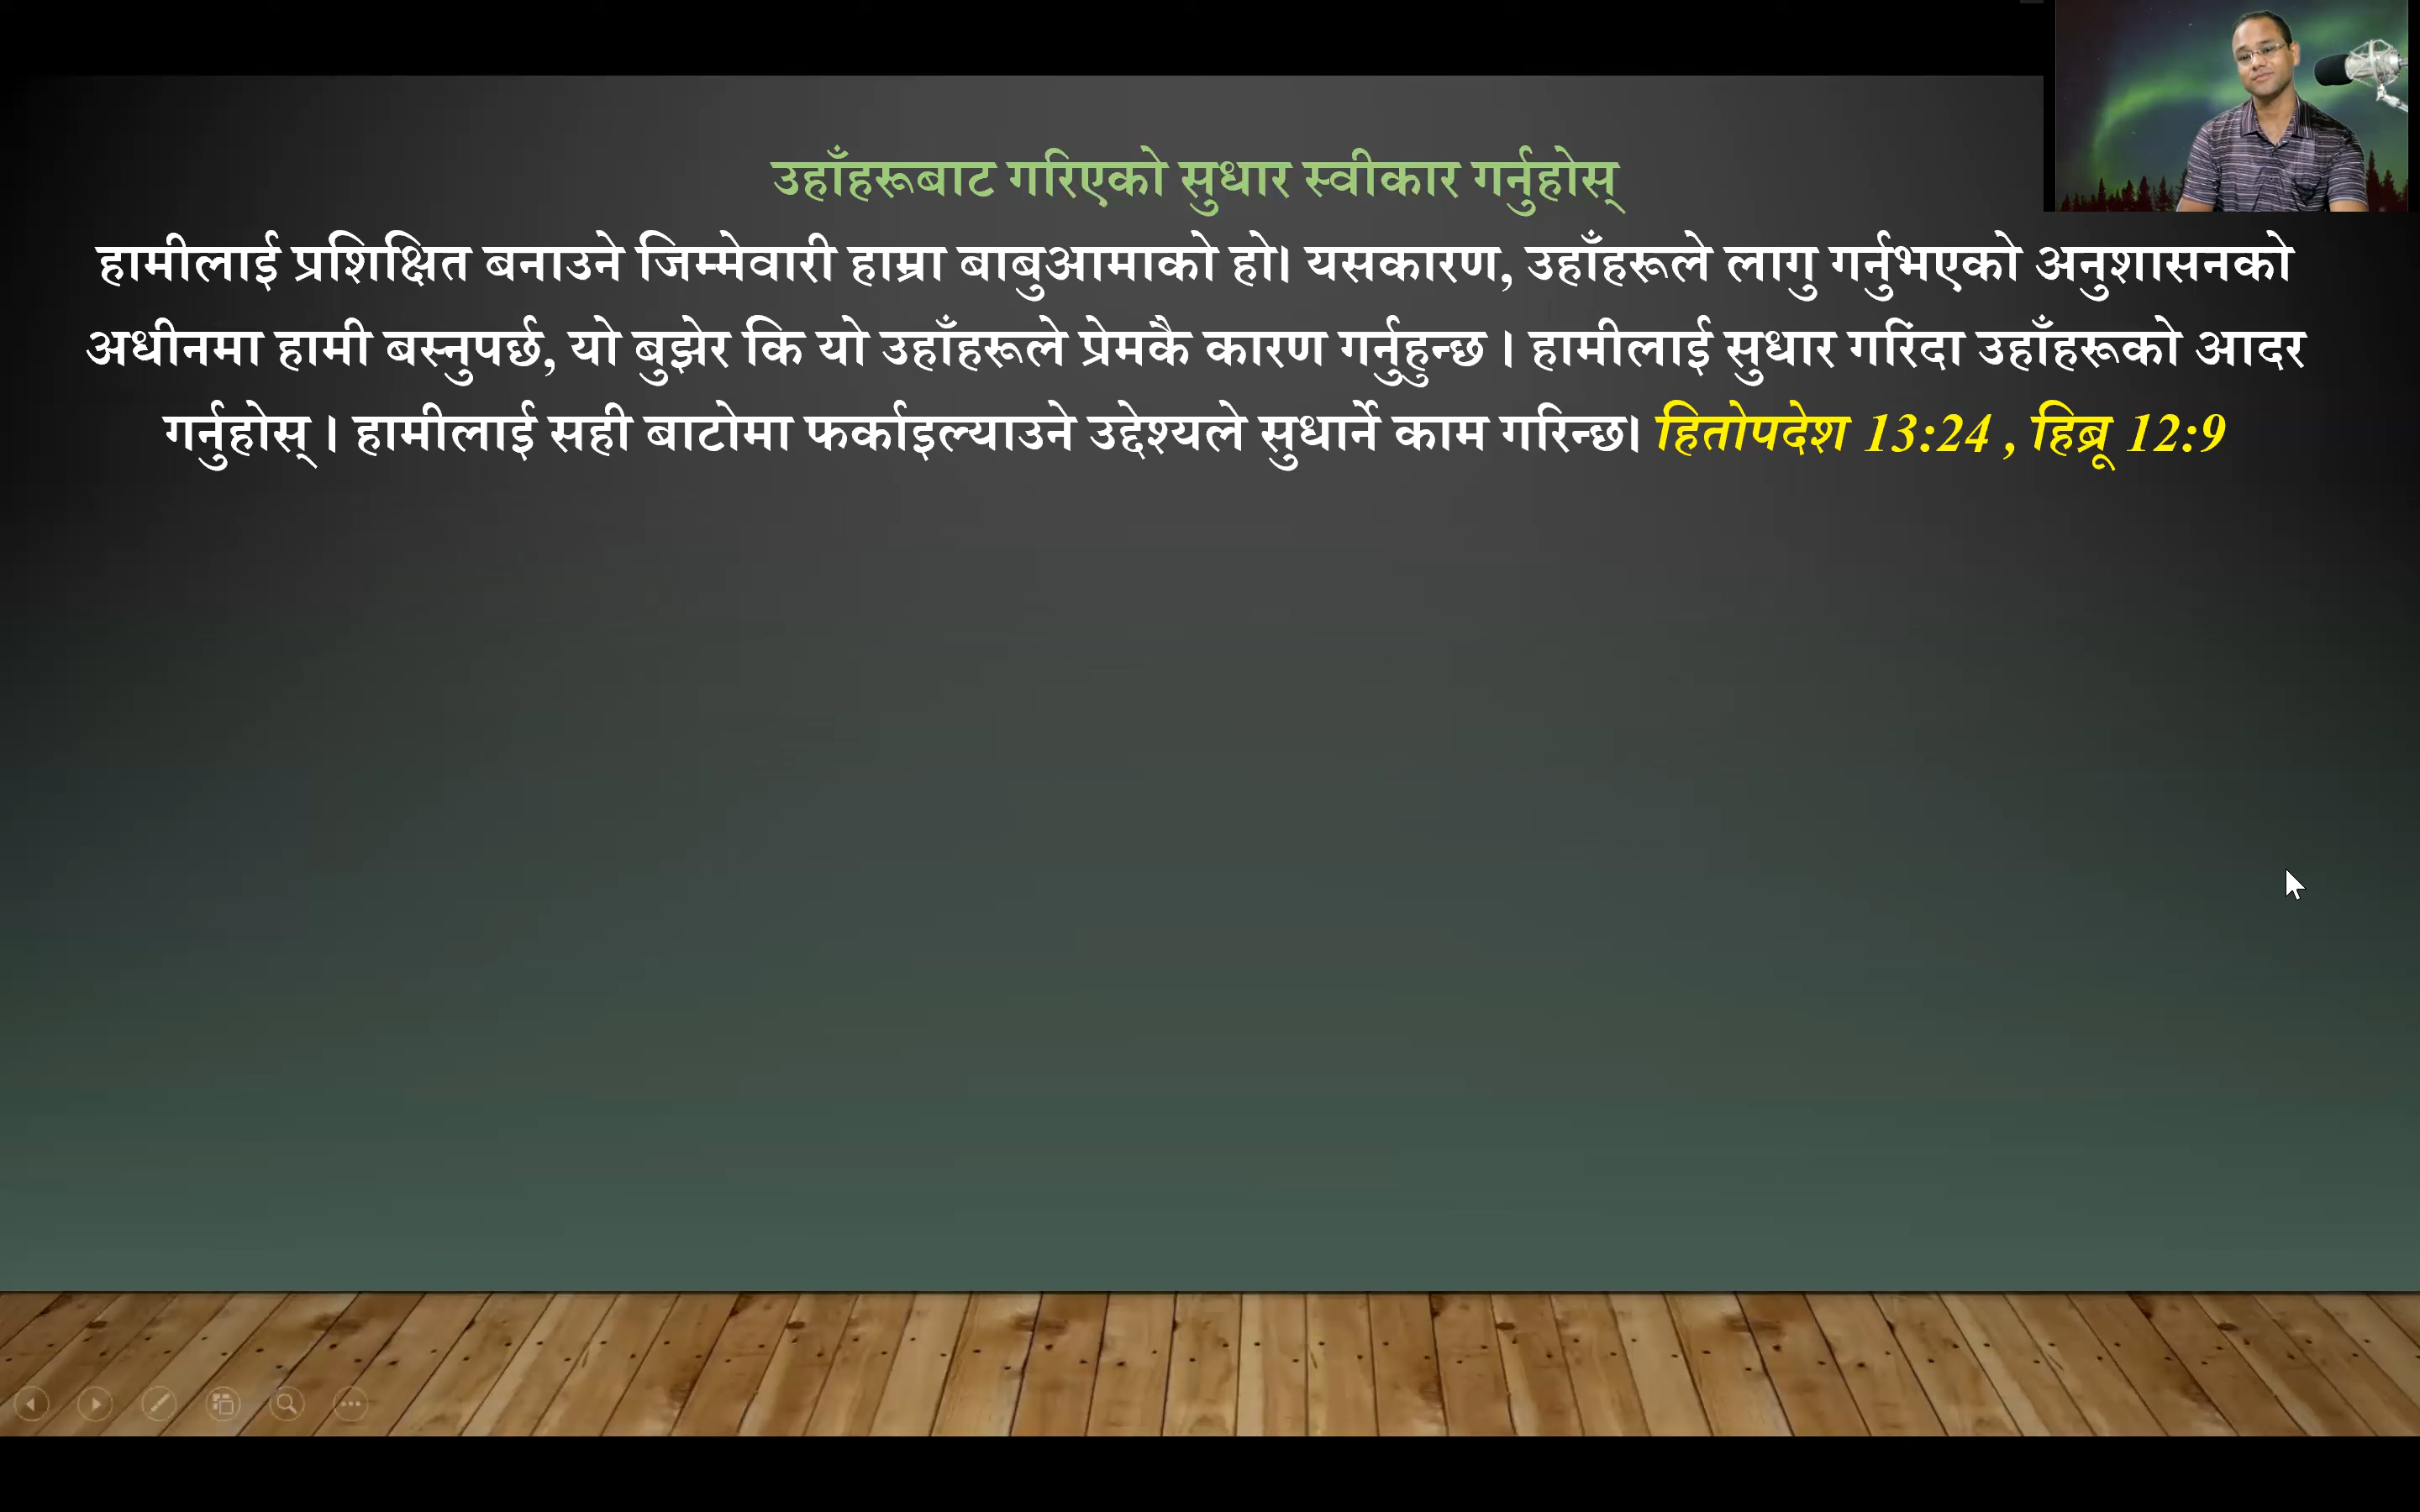 उहाँहरूबाट गरिएको सुधार स्वीकार गर्नुहोस्
हामीलाई प्रशिक्षित बनाउने जिम्मेवारी हाम्रा बाबुआमाको हो। यसकारण, उहाँहरूले लागु गर्नुभएको अनुशासनको
अधीनमा हामी बस्नुपर्छ, यो बुझेर कि यो उहाँहरूले प्रेमकै कारण गर्नुहुन्छ । हामीलाई सुधार गरिंदा उहाँहरूको आदर
गर्नुहोस् । हामीलाई सही बाटोमा फर्काइल्याउने उद्देश्यले सुधार्ने काम गरिन्छ। हितोपदेश 13:24 , हिब्रू 12:9